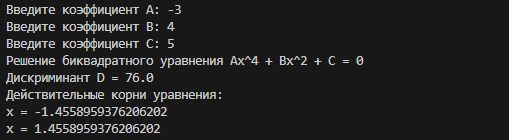 Введите коэффициент A: -3
Введите коэффициент B: 4
Введите коэффициент C: 5
Решение биквадратного уравнения Ax^4 + Bx^2 + C = 0
Дискриминант D = 76.0
Действительные корни уравнения:
x = -1.4558959376206202
x = 1.4558959376206202